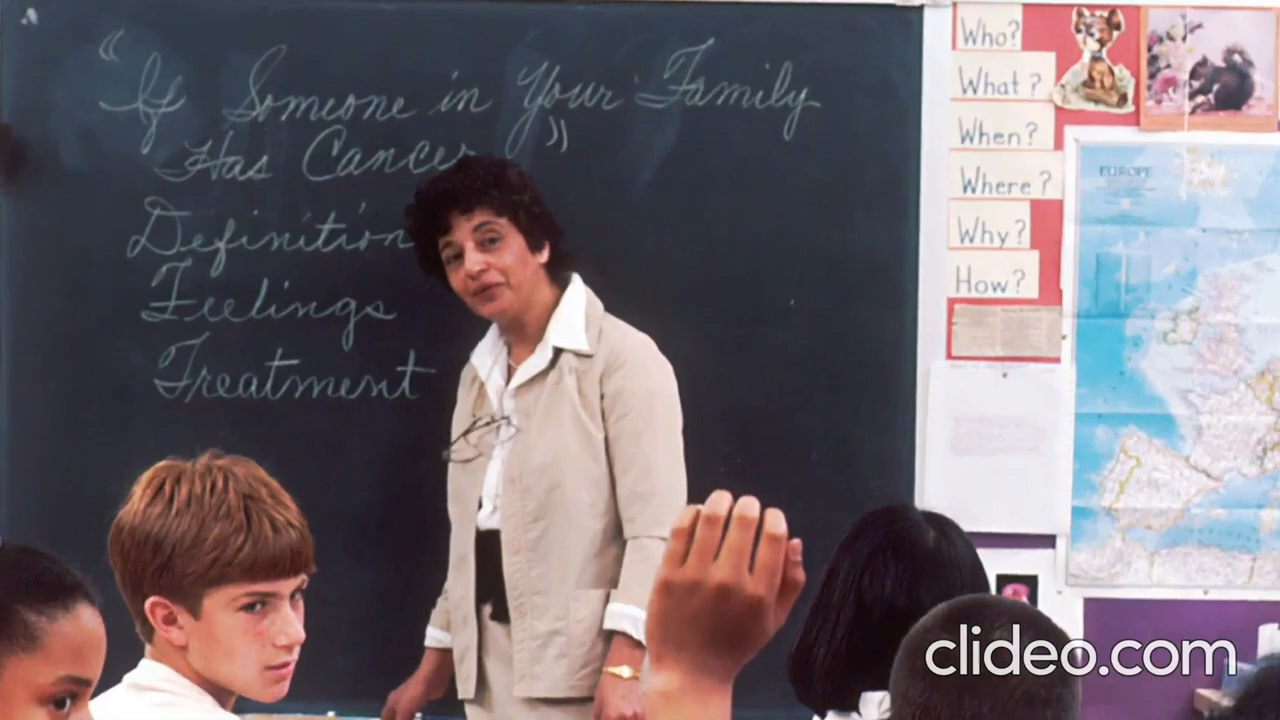 “If Someone in Your Family
Has Cancer”
Definition
Feelings
Treatment
Who?
What?
When?
Where?
Why?
How?
EUROPE
clideo.com